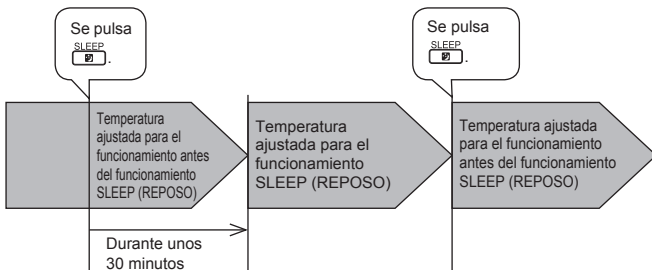 Se pulsa
SLEEP
.
Se pulsa
SLEEP
.
Temperatura
ajustada para el
funcionamiento antes
del funcionamiento
SLEEP (REPOSO)
Temperatura
ajustada para el
funcionamiento
SLEEP (REPOSO)
Temperatura ajustada
para el funcionamiento
antes del funcionamiento
SLEEP (REPOSO)
Durante unos
30 minutos